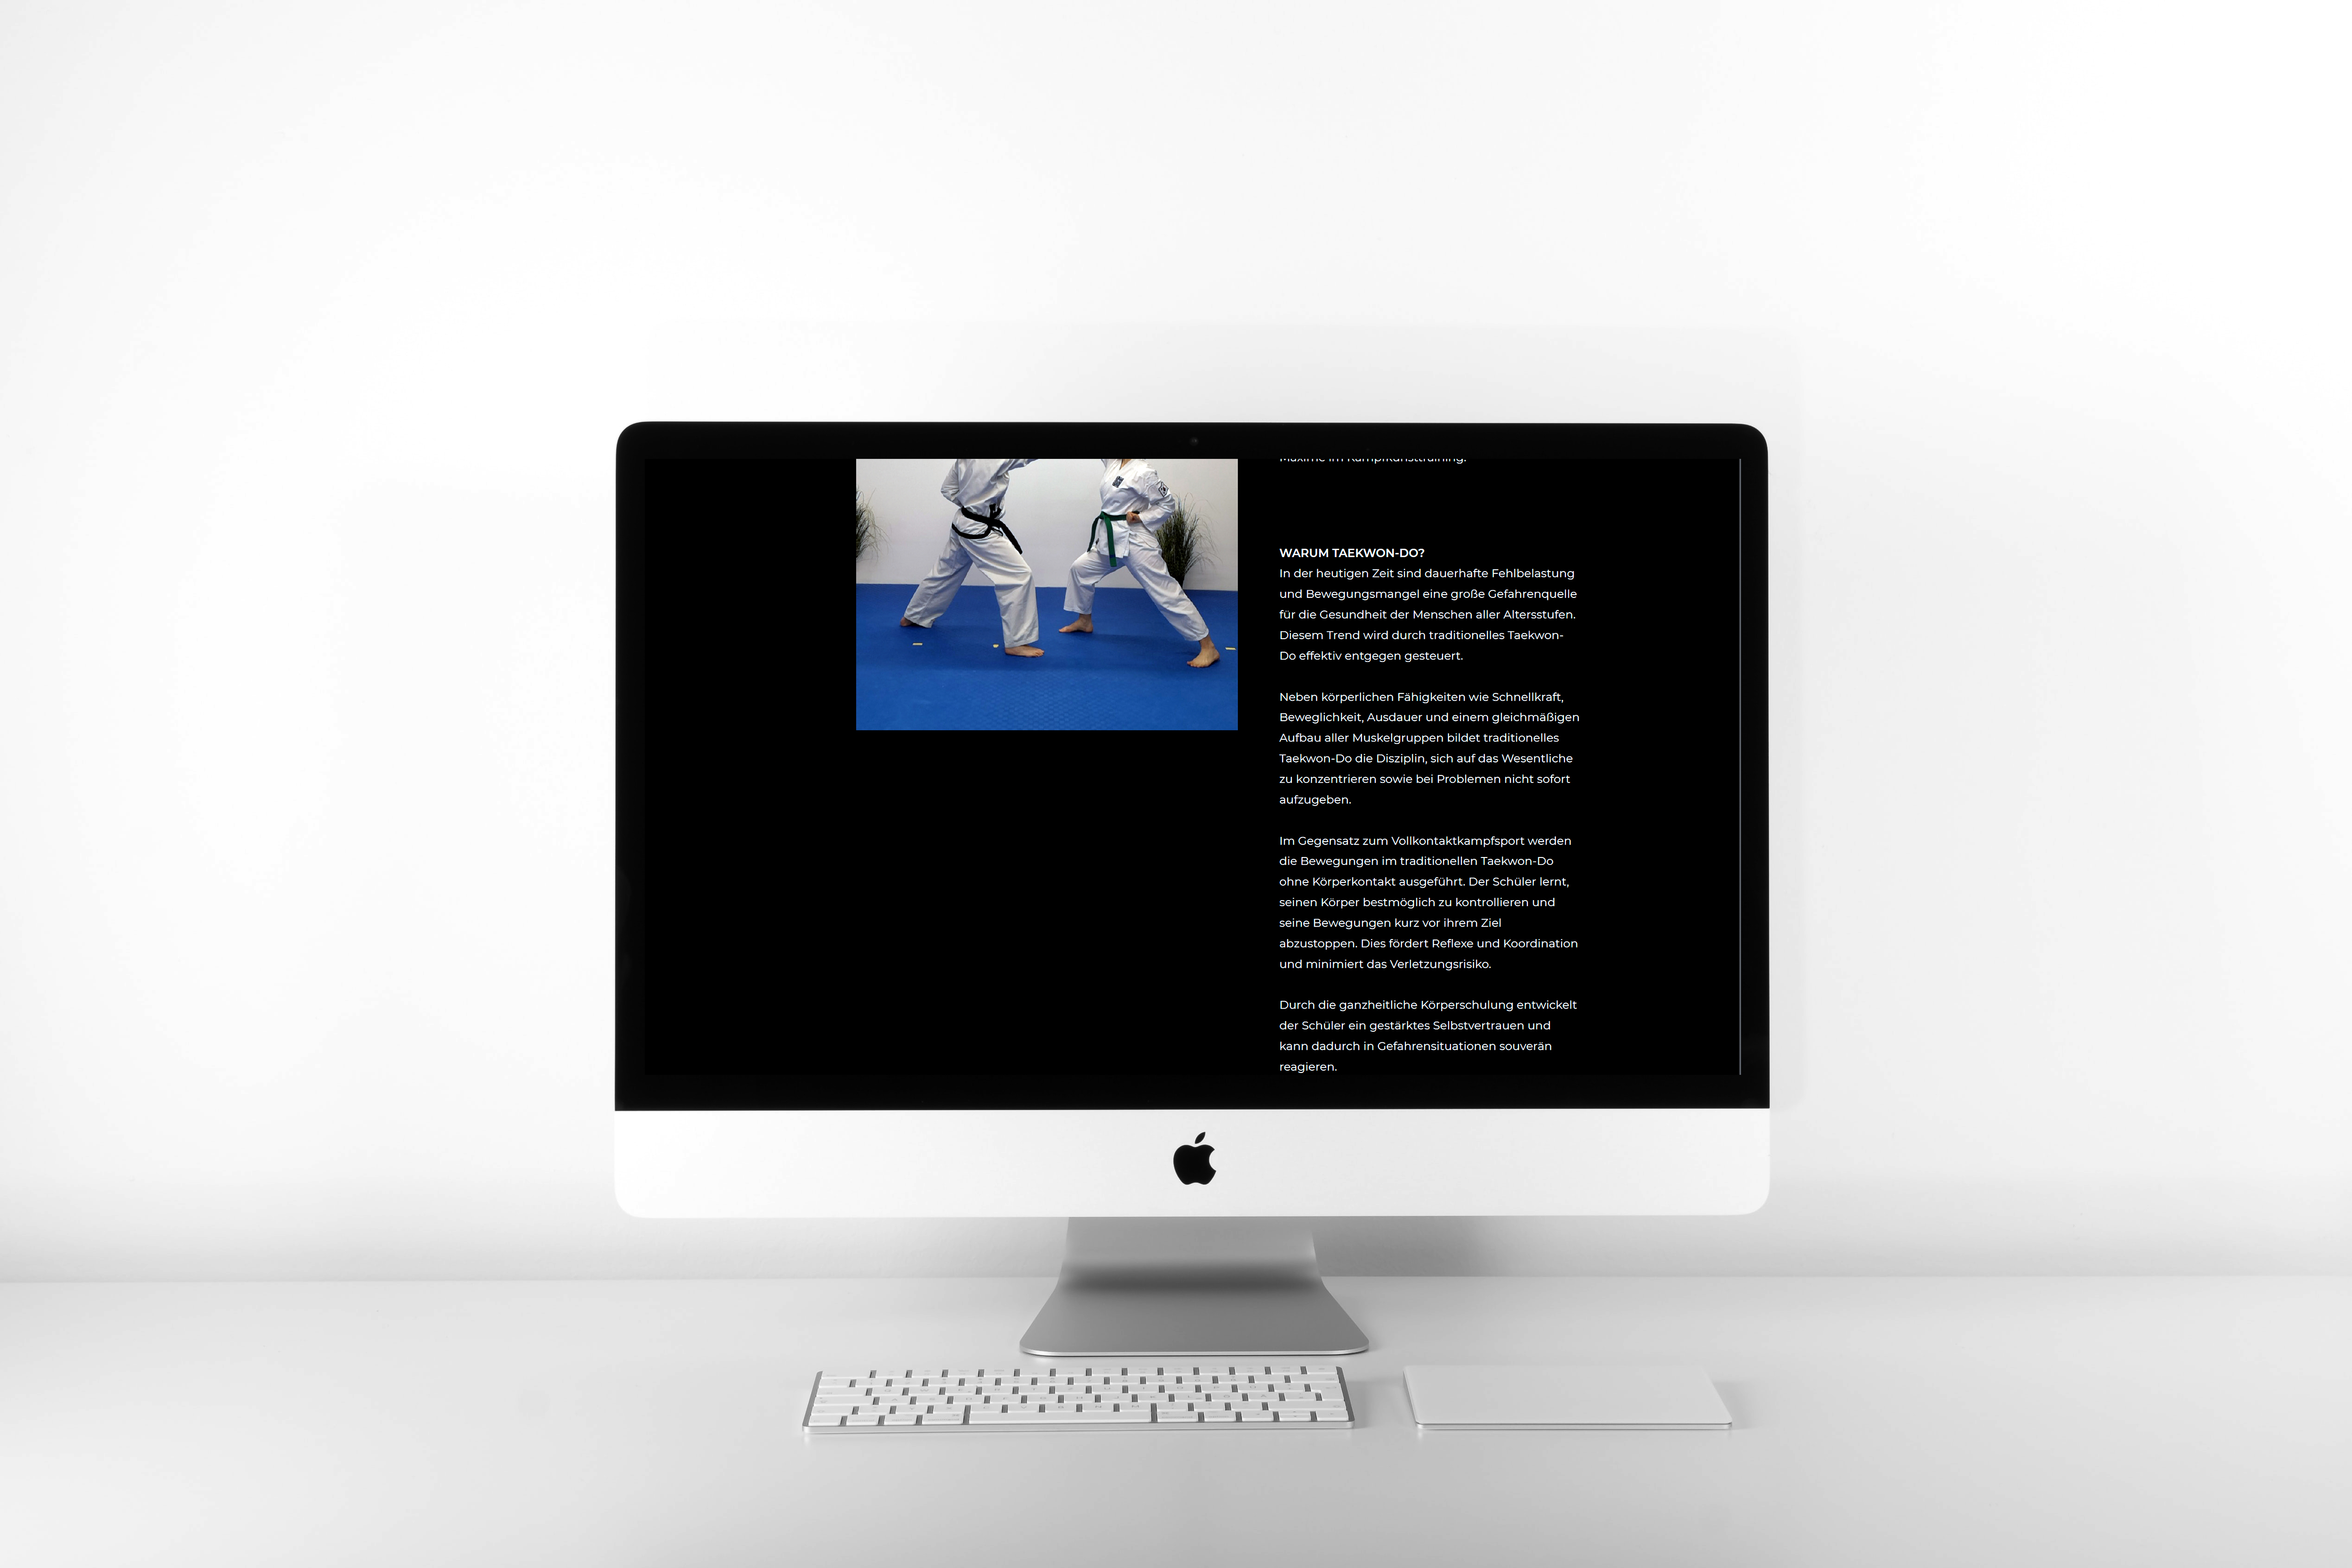 Maxime im Kampfkunsttraining.
WARUM TAEKWON-DO?
In der heutigen Zeit sind dauerhafte Fehlbelastung
und Bewegungsmangel eine große Gefahrenquelle
für die Gesundheit der Menschen aller Altersstufen.
Diesem Trend wird durch traditionelles Taekwon-
Do effektiv entgegen gesteuert.
Neben körperlichen Fähigkeiten wie Schnellkraft,
Beweglichkeit, Ausdauer und einem gleichmäßigen
Aufbau aller Muskelgruppen bildet traditionelles
Taekwon-Do die Disziplin, sich auf das Wesentliche
zu konzentrieren sowie bei Problemen nicht sofort
aufzugeben.
Im Gegensatz zum Vollkontaktkampfsport werden
die Bewegungen im traditionellen Taekwon-Do
ohne Körperkontakt ausgeführt. Der Schüler lernt,
seinen Körper bestmöglich zu kontrollieren und
seine Bewegungen kurz vor ihrem Ziel
abzustoppen. Dies fördert Reflexe und Koordination
und minimiert das Verletzungsrisiko.
Durch die ganzheitliche Körperschulung entwickelt
der Schüler ein gestärktes Selbstvertrauen und
kann dadurch in Gefahrensituationen souverän
reagieren.